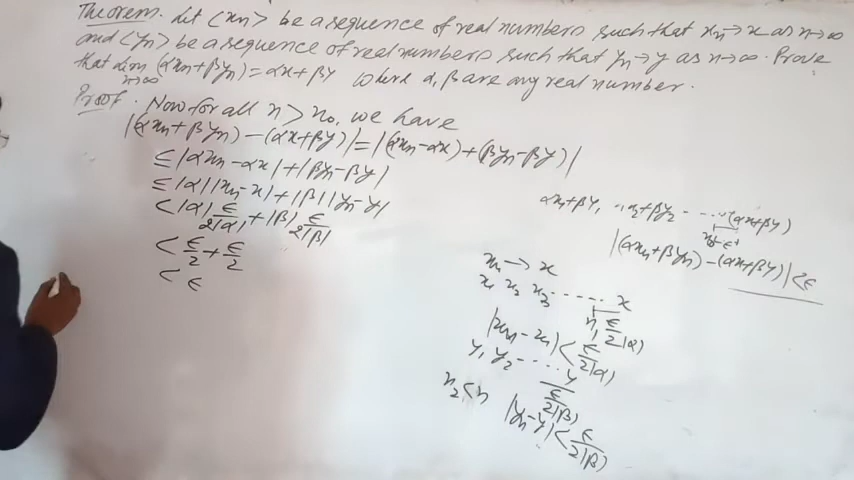 Theorem. Let <xn> be a sequence of real numbers such that xn → x as n→∞
and <yn> be a sequence of real numbers such that yn → y as n→∞. Prove
that lim n→∞ (αxn+βyn) = αx+βy where α, β are any real number.
Proof. Now for all n > n0, we have
|(αxn+βyn) - (αx+βy)| = |(αxn-αx)+(βyn-βy)|
≤ |αxn-αx|+|βyn-βy|
≤ |α||xn-x|+|β||yn-y|
< |α| ϵ/2|α| + |β| ϵ/2|β|
< ϵ/2 + ϵ/2
< ϵ
αx1+βy1 x2+βy2 - - .... (αx+βy)
|(αxn+βyn)-(αx+βy)|<ϵ
xn → x
x1 x2 x3 ----- x
n1 ϵ/2|α|
|xn - x|< ϵ/2|α|
y1 y2 - - ... y
ϵ/2|β|
n2<n
|yn-y|< ϵ/2|β|